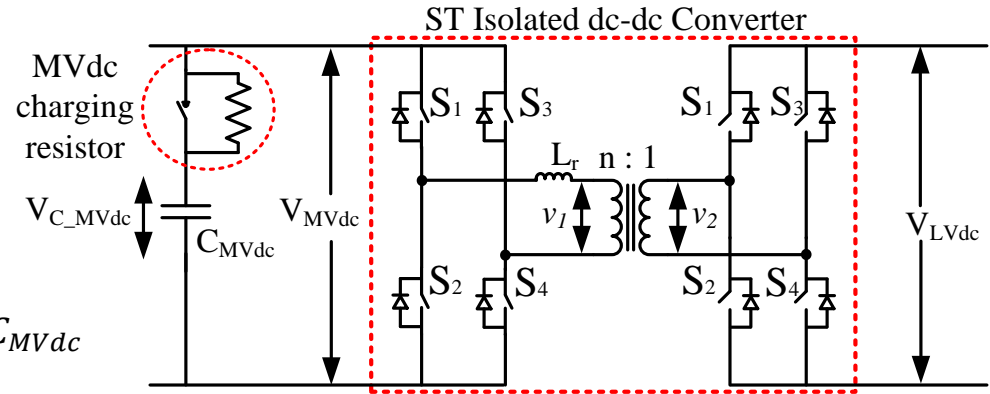 ST Isolated dc-dc Converter
MVdc
charging
resistor
S1
S3
S1
S3
Lr
n : 1
VC_MVdc
CMVdc
VMVdc
v1
v2
VLVdc
S2
S4
S2
S4
CMVdc